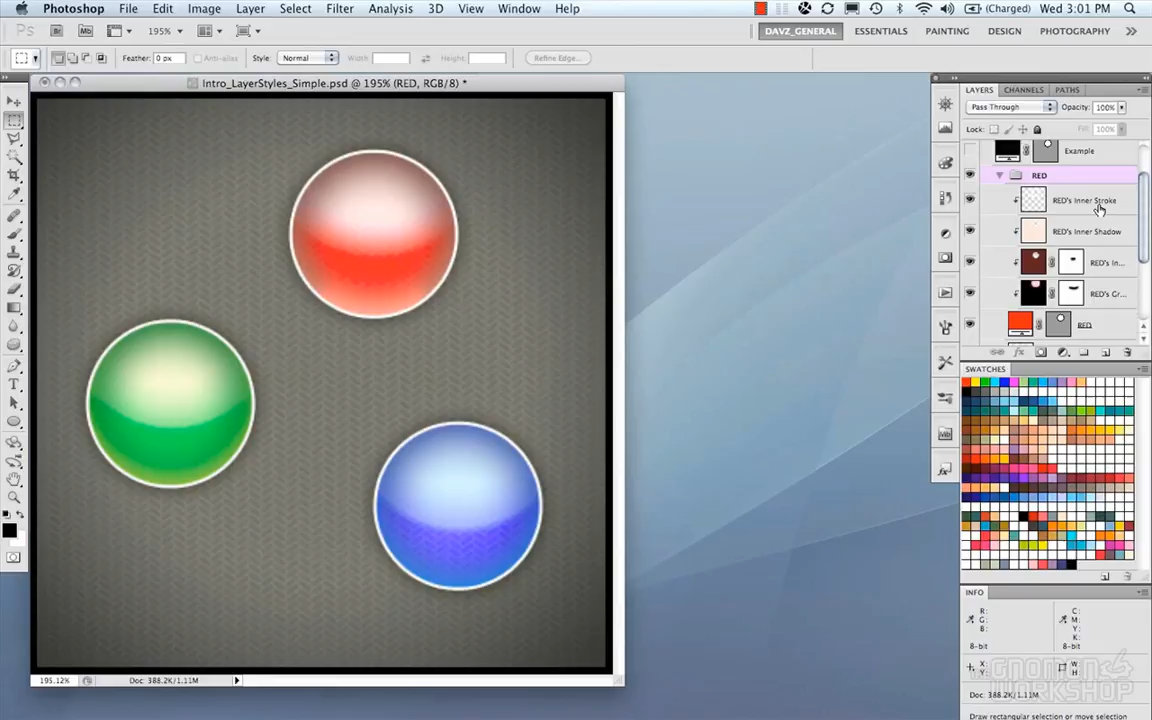 Photoshop File Edit Image Layer Select Filter Analysis 3D View Window Help (Charged) Wed 3:01 PM
Ps Br Mb 195% DAVZ_GENERAL ESSENTIALS PAINTING DESIGN PHOTOGRAPHY
Feather: 0 px Anti-alias Style: Normal Width: Height: Refine Edge...
Intro_LayerStyles_Simple.psd @ 195% (RED, RGB/8) *
LAYERS CHANNELS PATHS
Pass Through Opacity: 100%
Lock: Fill: 100%
Example
RED
RED's Inner Stroke
RED's Inner Shadow
RED's In...
RED's Gr...
RED
SWATCHES
INFO
R: C:
G: M:
B: Y:
K:
8-bit 8-bit
X: W:
Y: H:
GNOMON WORKSHOP
Doc: 388.2K/1.11M
Draw rectangular selection or move selection
195.12% Doc: 388.2K/1.11M